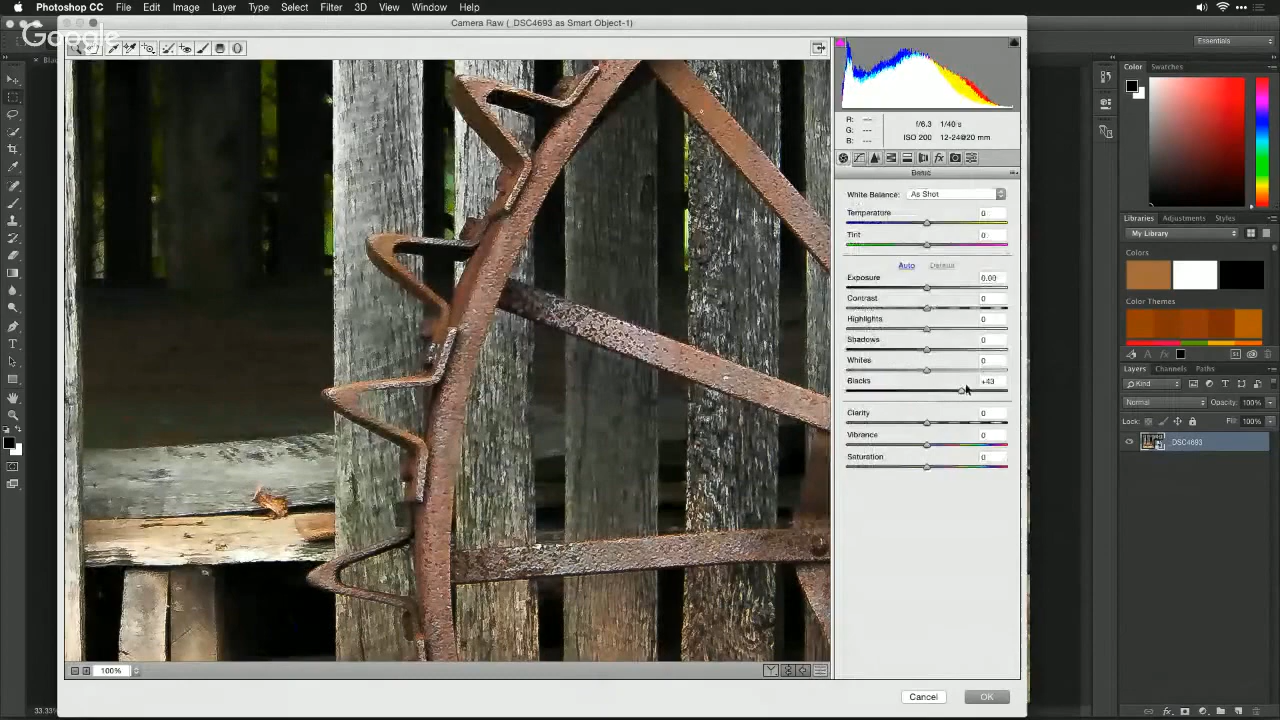 Photoshop CC File Edit Image Layer Type Select Filter 3D View Window Help
Google
Camera Raw (_DSC4693 as Smart Object-1)
Essentials
f/6.3 1/40 s
ISO 200 12-24@20 mm
R: ---
G: ---
B: ---
Basic
White Balance: As Shot
Temperature 0
Tint 0
Auto Default
Exposure 0.00
Contrast 0
Highlights 0
Shadows 0
Whites 0
Blacks +43
Clarity 0
Vibrance 0
Saturation 0
100%
Cancel OK
33.33%
Color Swatches
Libraries Adjustments Styles
My Library
Colors
Color Themes
Layers Channels Paths
Kind
Normal Opacity: 100%
Lock: Fill: 100%
_DSC4693